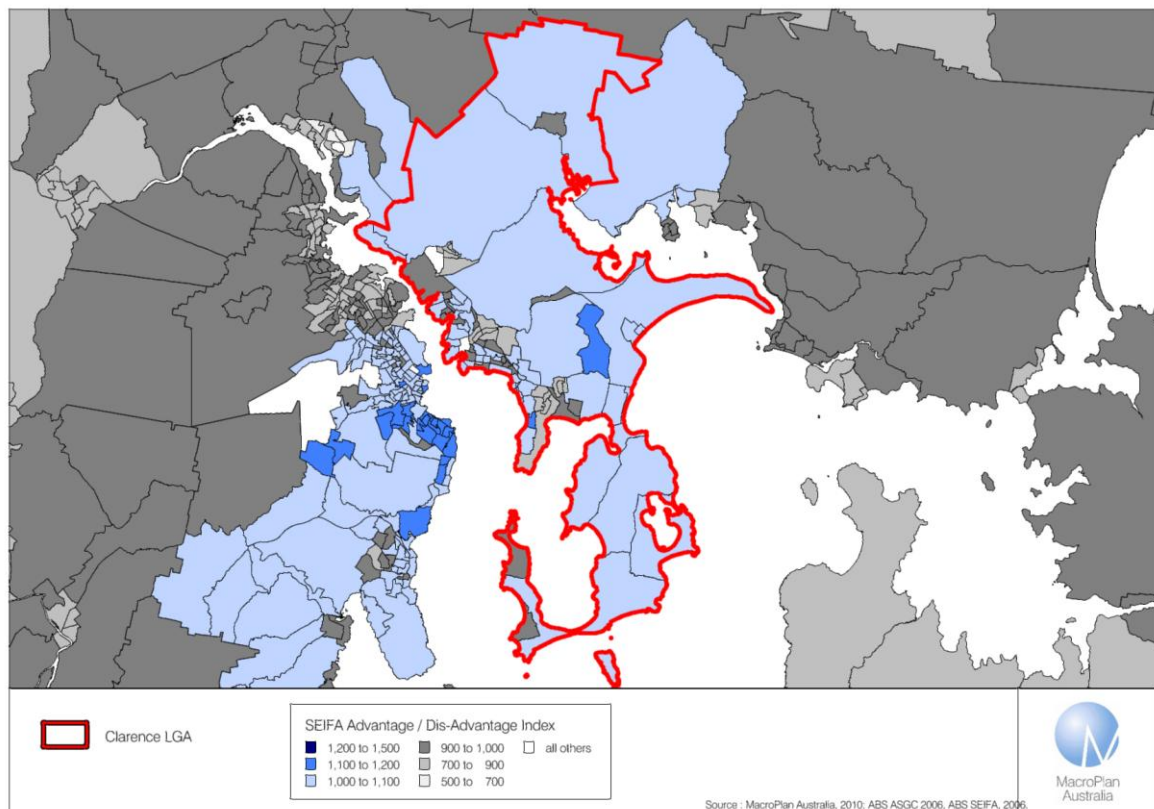 Clarence LGA
SEIFA Advantage / Dis-Advantage Index
1,200 to 1,500
1,100 to 1,200
1,000 to 1,100
900 to 1,000
700 to 900
500 to 700
all others
MacroPlan
Australia
Source : MacroPlan Australia, 2010; ABS ASGC 2006, ABS SEIFA, 2006.